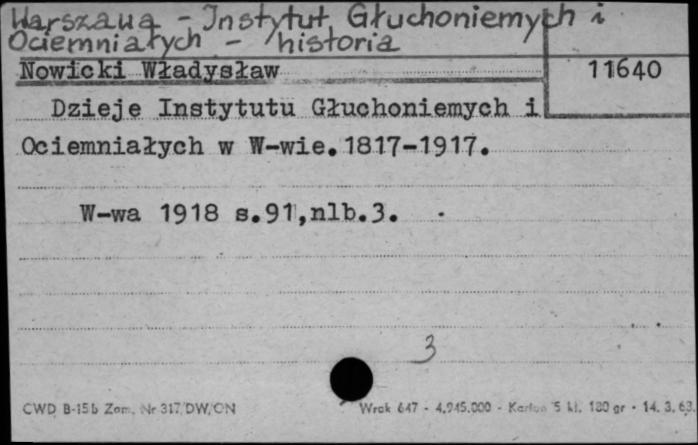 Warszawa - Instytut Głuchoniemych i
Ociemniałych - historia
Nowicki Władysław
11640
Dzieje Instytutu Głuchoniemych i
Ociemniałych w W-wie.1817-1917.
W-wa 1918 s.91,nlb.3.
3
CWD B-15b Zam. Nr 317/DW/ON
Wrak 647 - 4.945.000 - Karton 5 kl. 180 gr - 14. 3. 63.